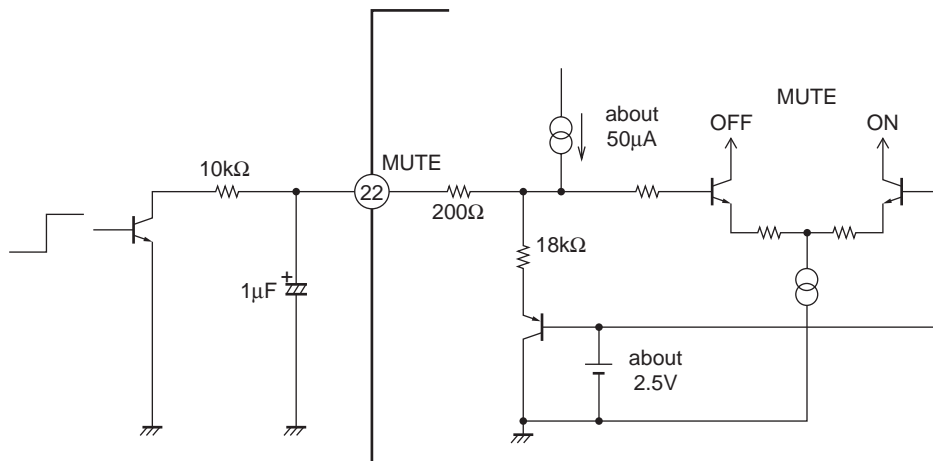 MUTE
OFF
ON
about
50μA
10kΩ
MUTE
22
200Ω
18kΩ
+
1μF
about
2.5V